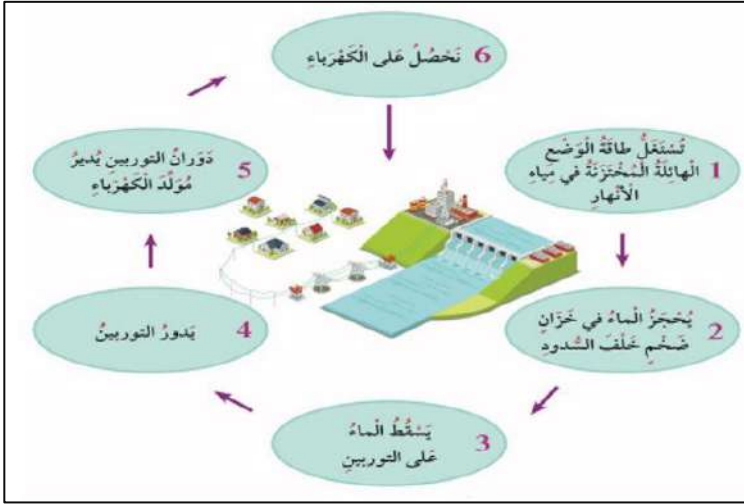 6 نَحْصُلُ عَلى الْكَهْرَباءِ
1 تُسْتَغَلُّ طاقَةُ الْوَضْعِ
الْهائِلَةُ الْمُخْتَزَنَةُ في مِياهِ
الْأَنْهارِ
2 يُحْجَزُ الْماءُ في خَزّانٍ
ضَخْمٍ خَلْفَ السُّدودِ
3 يَسْقُطُ الْماءُ
عَلى التوربينِ
4 يَدورُ التوربينُ
5 دَوَرانُ التوربينِ يُديرُ
مُوَلِّدَ الْكَهْرَباءِ